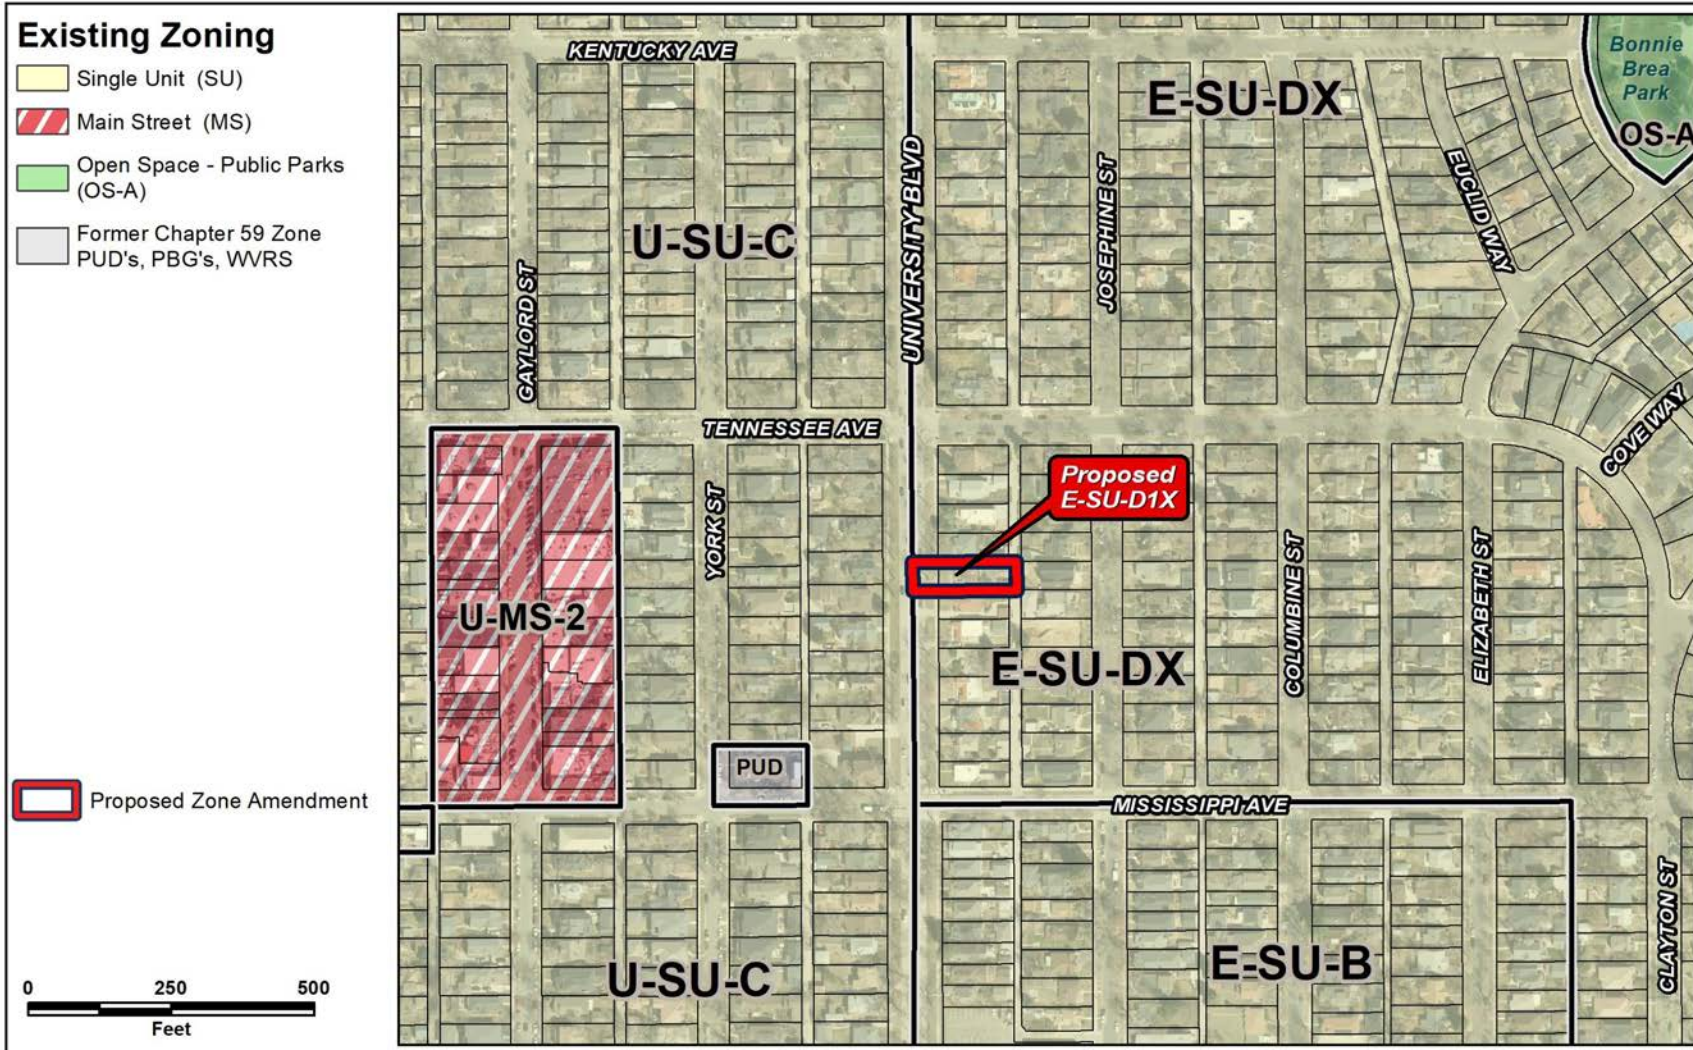 Existing Zoning
Single Unit (SU)
Main Street (MS)
Open Space - Public Parks
(OS-A)
Former Chapter 59 Zone
PUD's, PBG's, WVRS
Proposed Zone Amendment
0 250 500
Feet
KENTUCKY AVE
Bonnie
Brea
Park
OS-A
E-SU-DX
UNIVERSITY BLVD
JOSEPHINE ST
EUCLID WAY
U-SU-C
GAYLORD ST
TENNESSEE AVE
COVE WAY
Proposed
E-SU-D1X
YORK ST
COLUMBINE ST
ELIZABETH ST
U-MS-2
E-SU-DX
PUD
MISSISSIPPI AVE
CLAYTON ST
U-SU-C
E-SU-B